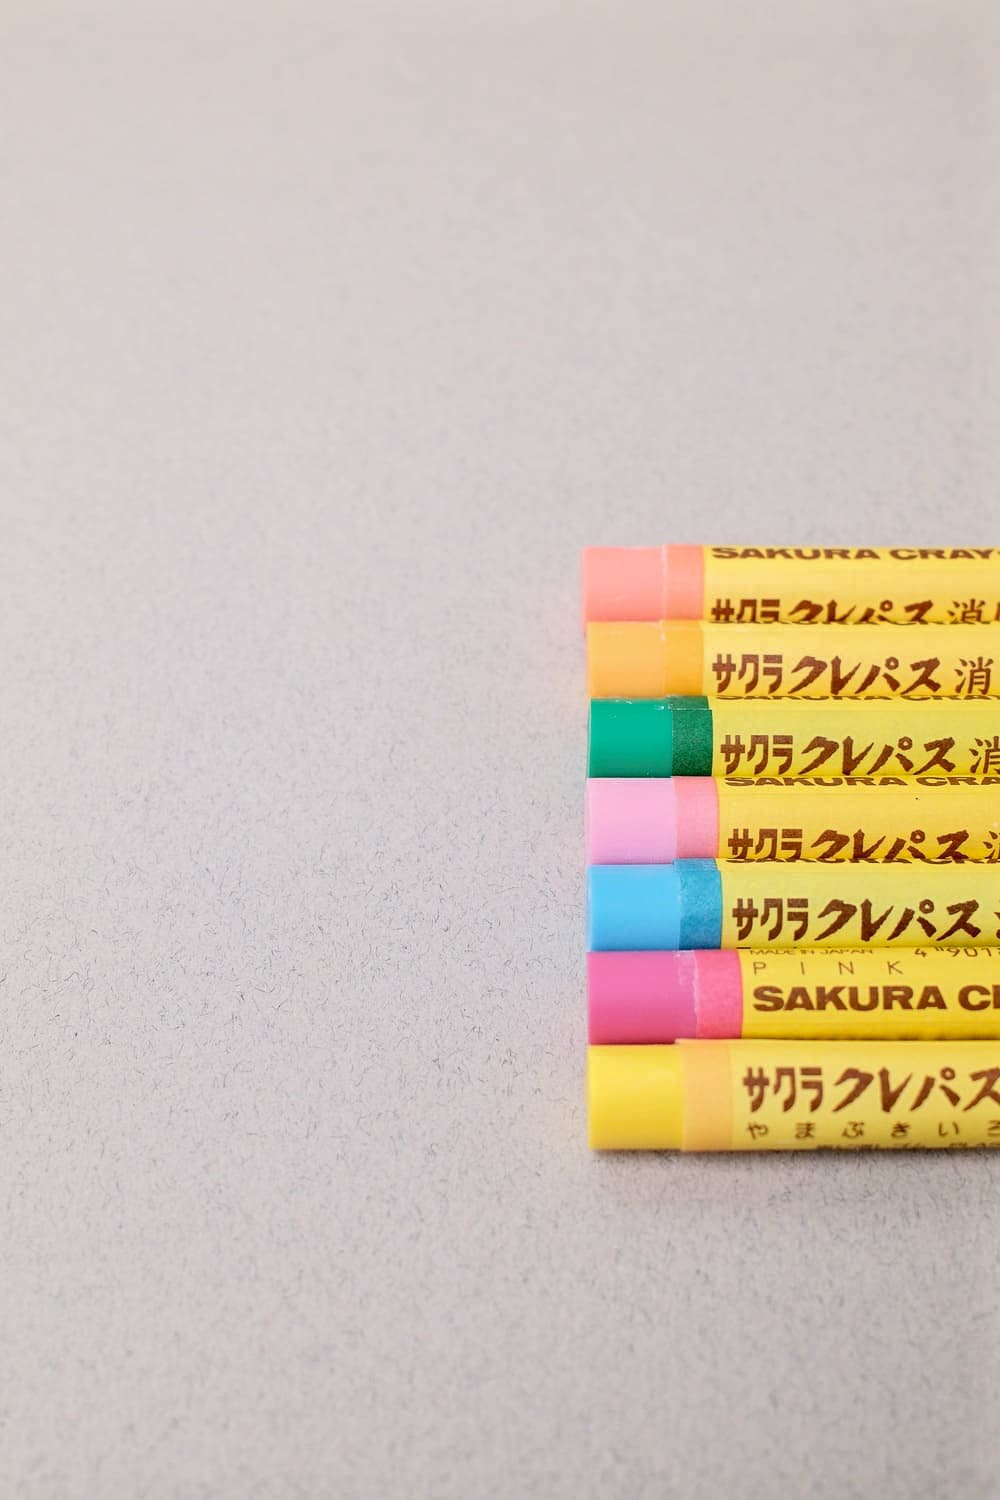 SAKURA CRAY
サクラクレパス 消
サクラクレパス 消
サクラクレパス 消
SAKURA CRA
サクラクレパス
サクラクレパス
MADE IN JAPAN 4 "901
PINK
SAKURA
サクラクレパス
やまぶきいろ